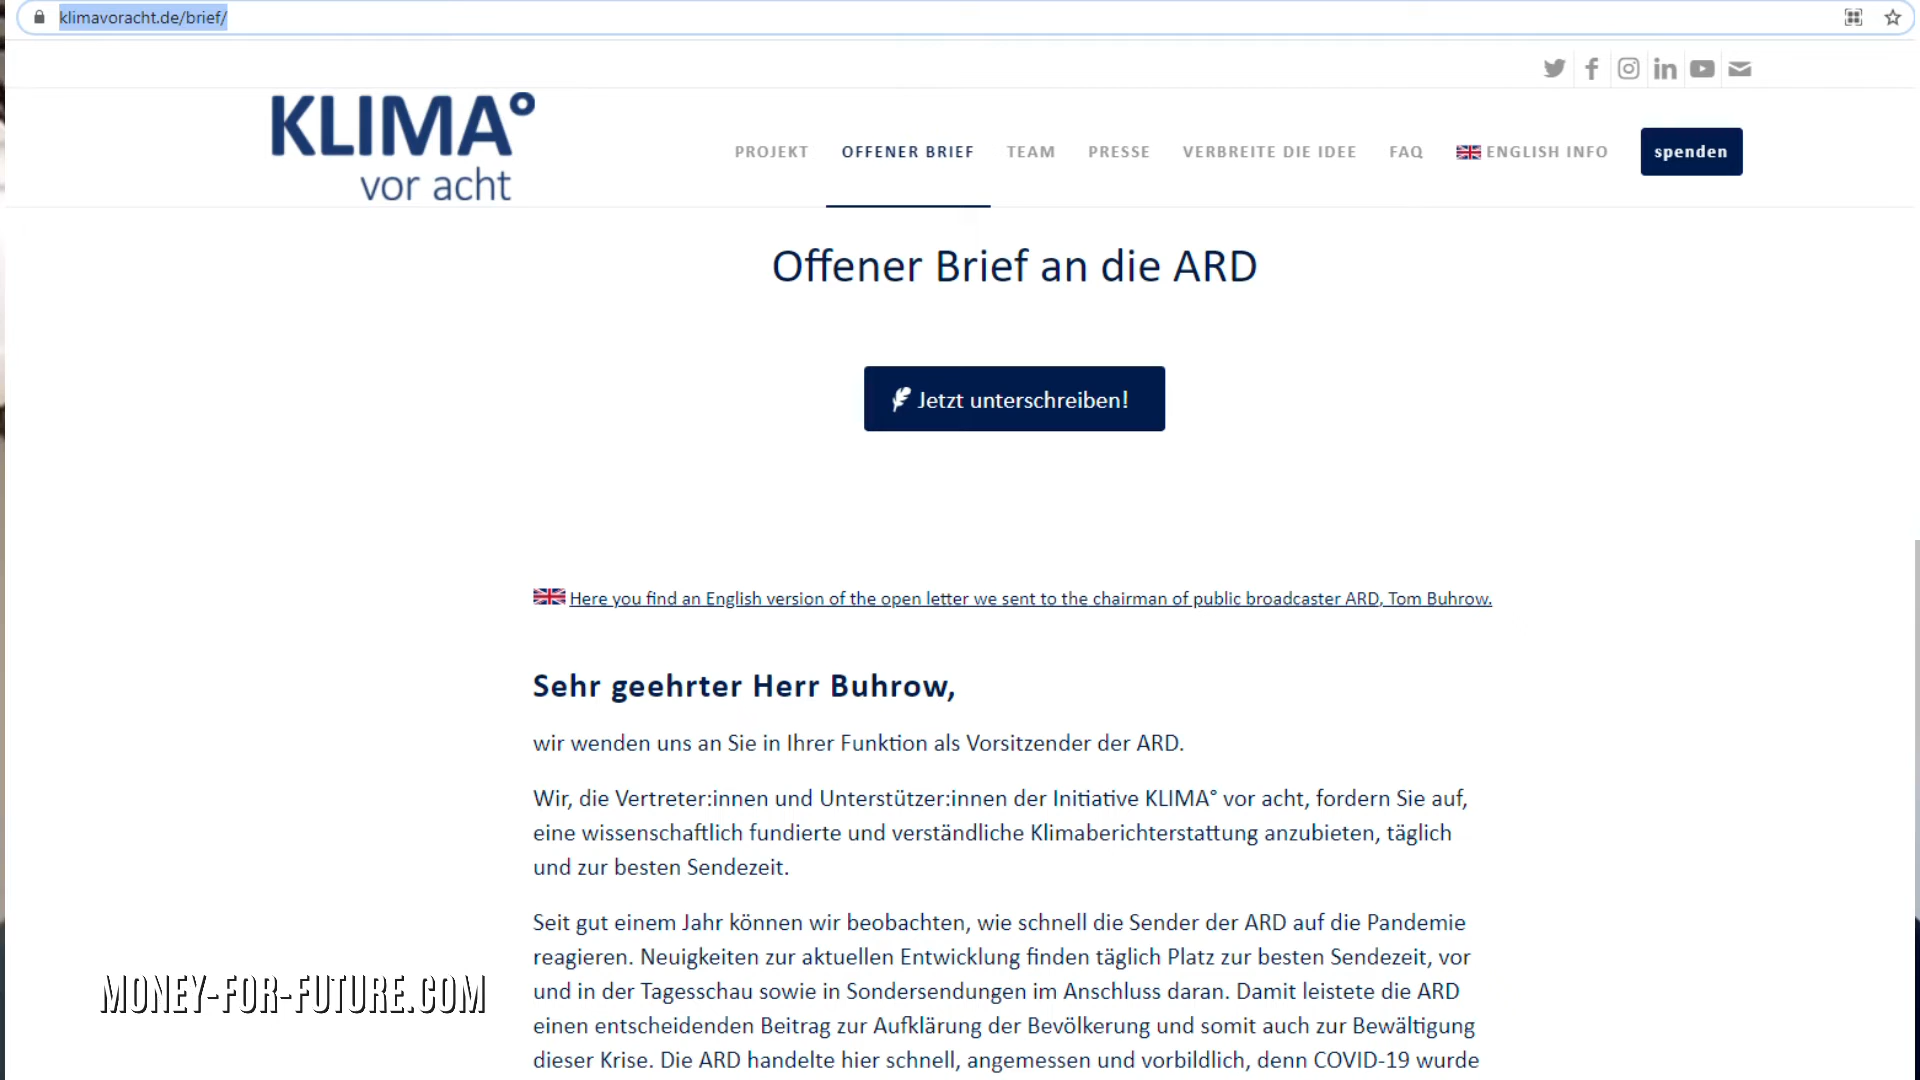 klimavoracht.de/brief/
KLIMA°
vor acht
PROJEKT OFFENER BRIEF TEAM PRESSE VERBREITE DIE IDEE FAQ ENGLISH INFO spenden
Offener Brief an die ARD
Jetzt unterschreiben!
Here you find an English version of the open letter we sent to the chairman of public broadcaster ARD, Tom Buhrow.
Sehr geehrter Herr Buhrow,
wir wenden uns an Sie in Ihrer Funktion als Vorsitzender der ARD.
Wir, die Vertreter:innen und Unterstützer:innen der Initiative KLIMA° vor acht, fordern Sie auf,
eine wissenschaftlich fundierte und verständliche Klimaberichterstattung anzubieten, täglich
und zur besten Sendezeit.
Seit gut einem Jahr können wir beobachten, wie schnell die Sender der ARD auf die Pandemie
reagieren. Neuigkeiten zur aktuellen Entwicklung finden täglich Platz zur besten Sendezeit, vor
und in der Tagesschau sowie in Sondersendungen im Anschluss daran. Damit leistete die ARD
einen entscheidenden Beitrag zur Aufklärung der Bevölkerung und somit auch zur Bewältigung
dieser Krise. Die ARD handelte hier schnell, angemessen und vorbildlich, denn COVID-19 wurde
MONEY-FOR-FUTURE.COM